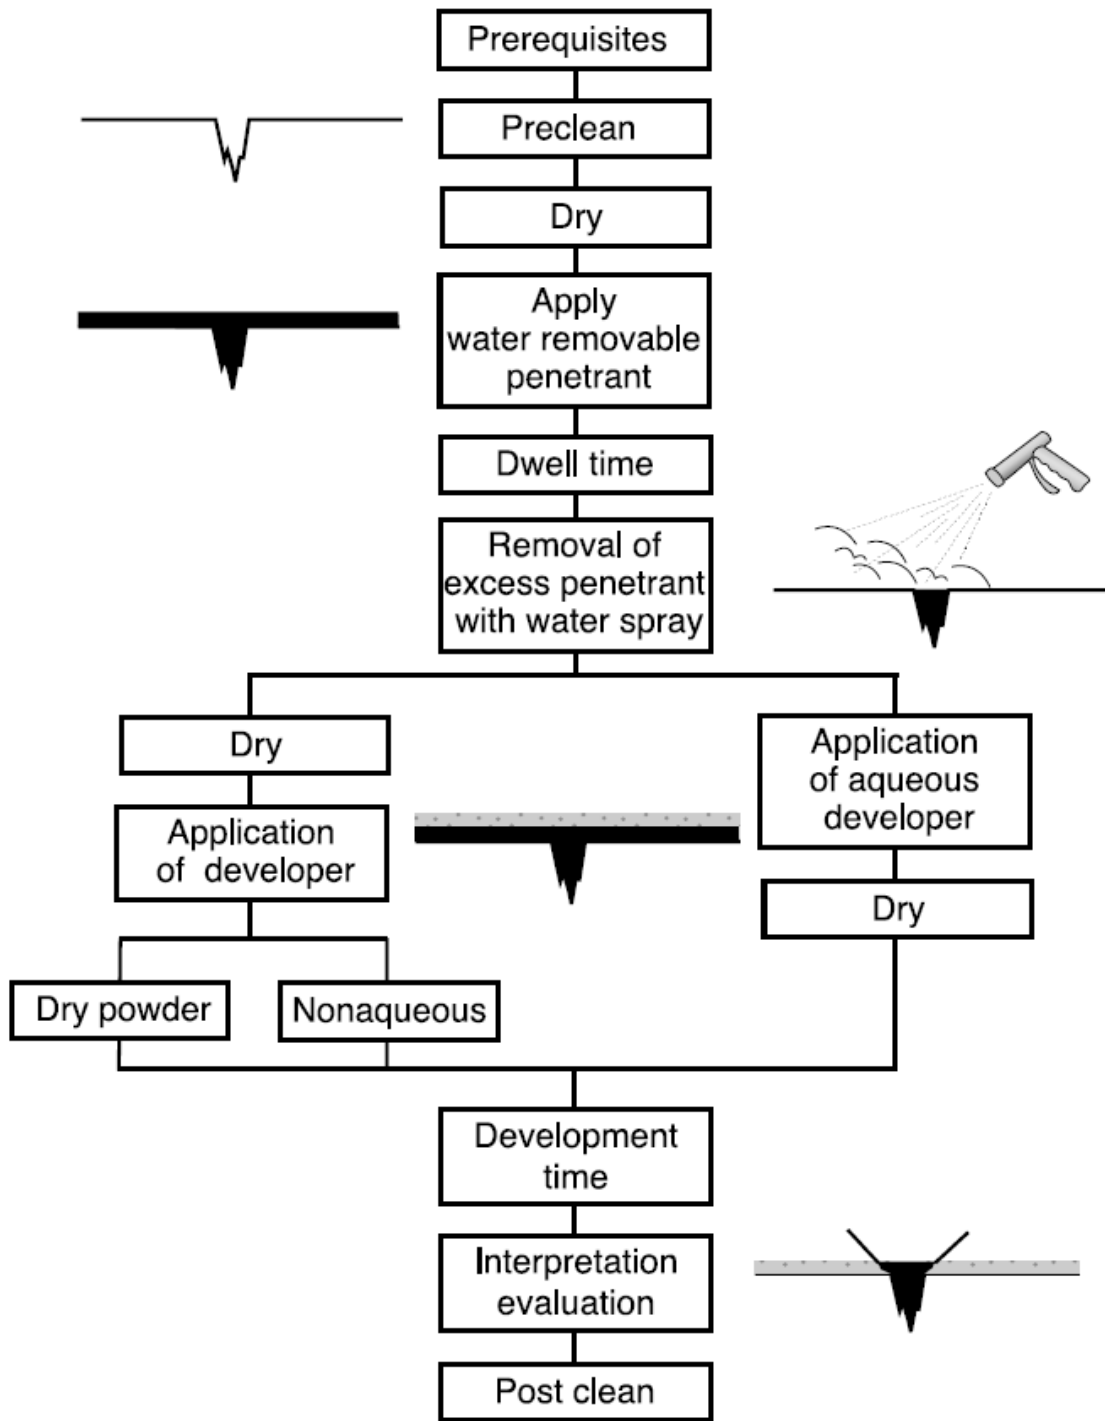 Prerequisites
Preclean
Dry
Apply
water removable
penetrant
Dwell time
Removal of
excess penetrant
with water spray
Dry
Application
of developer
Dry powder
Nonaqueous
Application
of aqueous
developer
Dry
Development
time
Interpretation
evaluation
Post clean